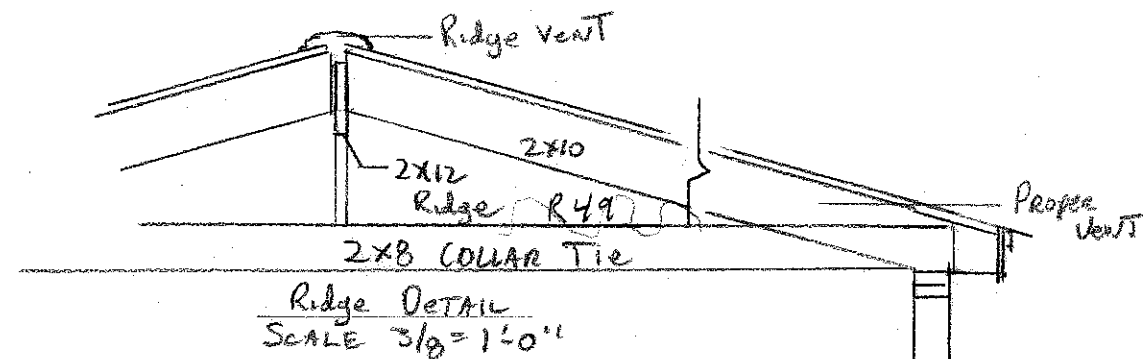 Ridge VENT
2x10
2x12
Ridge
R49
Proper
VENT
2x8 COLLAR Tie
Ridge DETAIL
SCALE 3/8 = 1'-0"